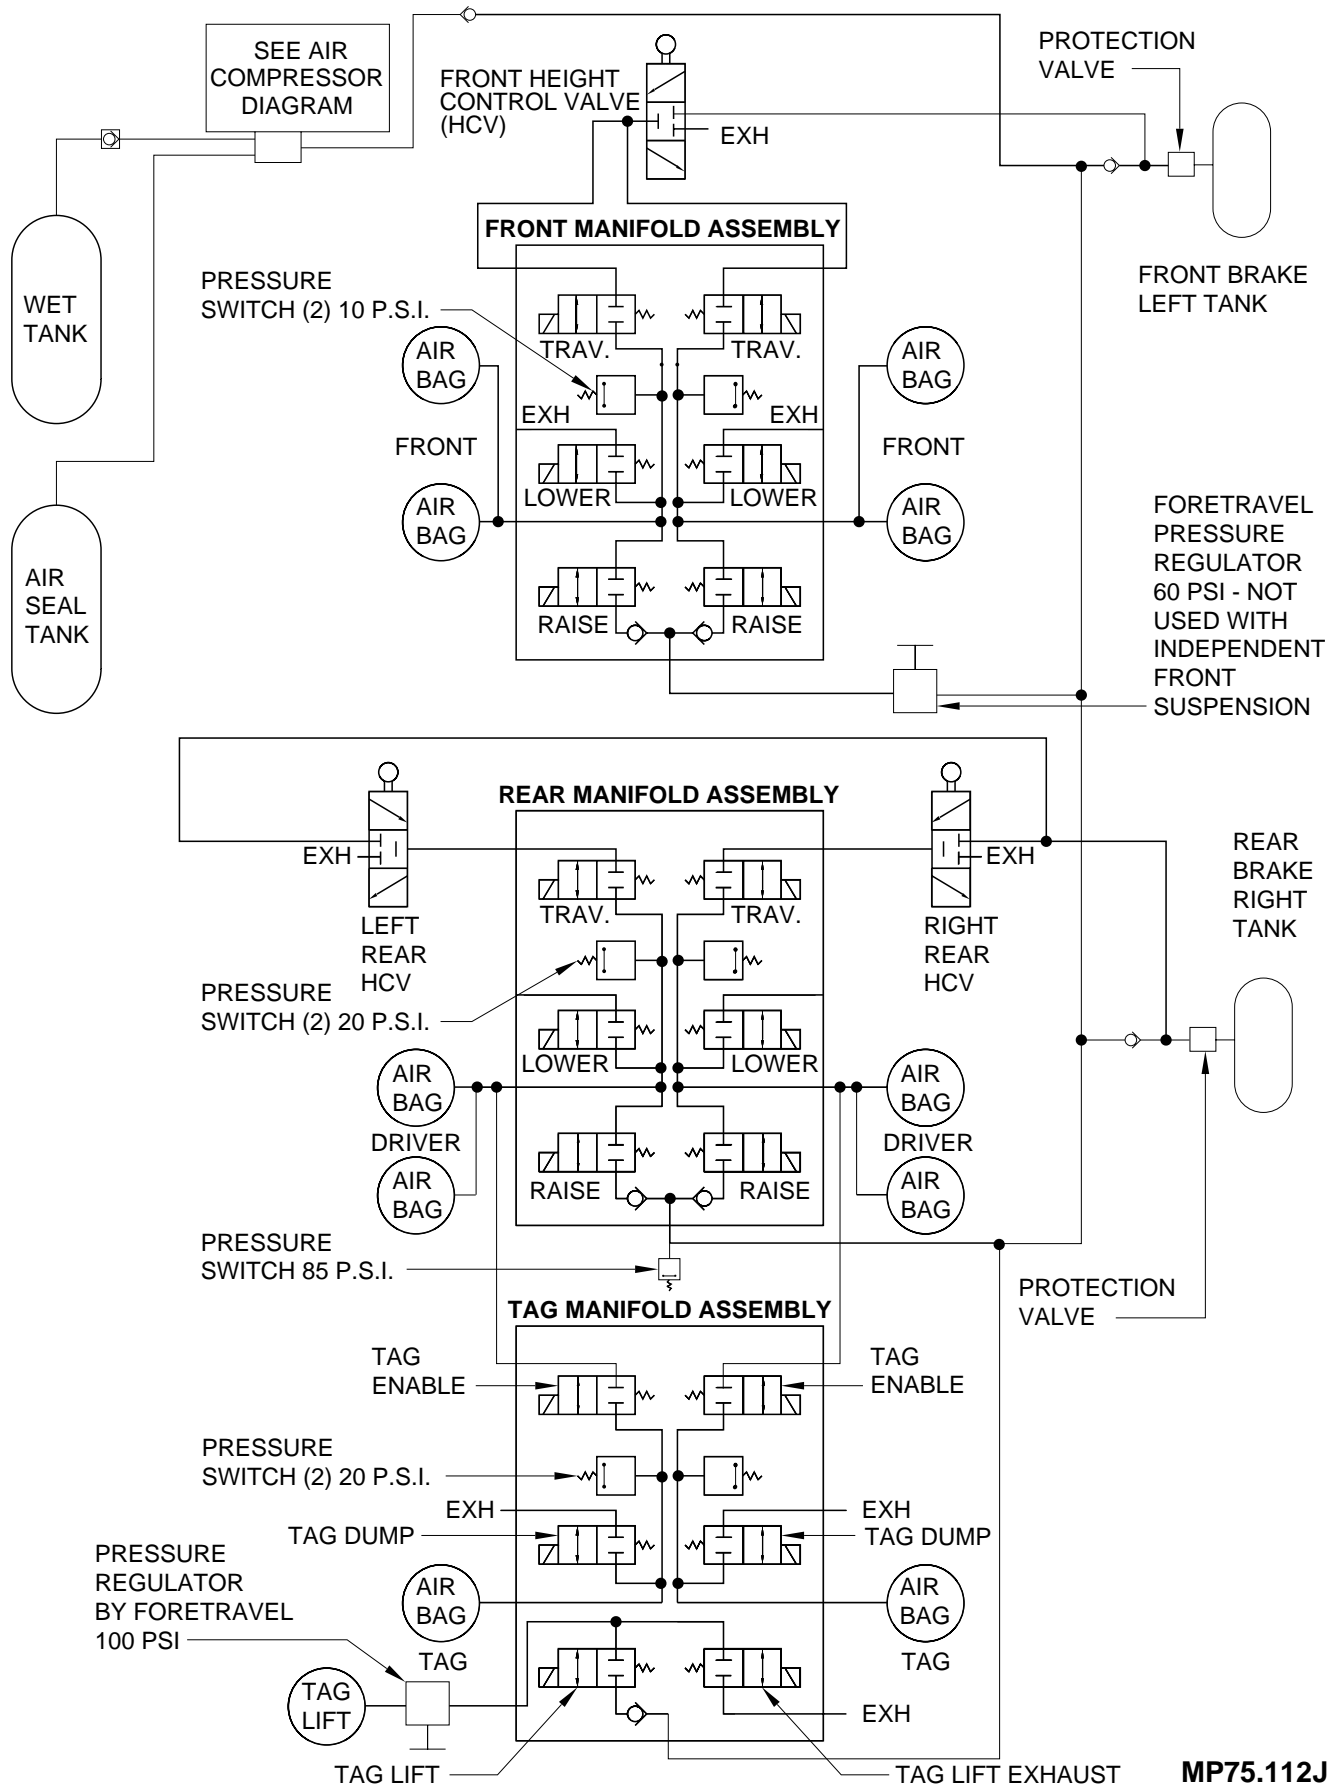 SEE AIR
COMPRESSOR
DIAGRAM
FRONT HEIGHT
CONTROL VALVE
(HCV)
EXH
PROTECTION
VALVE
WET
TANK
FRONT BRAKE
LEFT TANK
FRONT MANIFOLD ASSEMBLY
PRESSURE
SWITCH (2) 10 P.S.I.
TRAV.
TRAV.
AIR
BAG
AIR
BAG
EXH
EXH
FRONT
FRONT
LOWER
LOWER
AIR
BAG
AIR
BAG
AIR
SEAL
TANK
RAISE
RAISE
FORETRAVEL
PRESSURE
REGULATOR
60 PSI - NOT
USED WITH
INDEPENDENT
FRONT
SUSPENSION
REAR MANIFOLD ASSEMBLY
EXH
EXH
LEFT
REAR
HCV
TRAV.
TRAV.
RIGHT
REAR
HCV
REAR
BRAKE
RIGHT
TANK
PRESSURE
SWITCH (2) 20 P.S.I.
LOWER
LOWER
AIR
BAG
AIR
BAG
DRIVER
DRIVER
AIR
BAG
AIR
BAG
RAISE
RAISE
PRESSURE
SWITCH 85 P.S.I.
PROTECTION
VALVE
TAG MANIFOLD ASSEMBLY
TAG
ENABLE
TAG
ENABLE
PRESSURE
SWITCH (2) 20 P.S.I.
EXH
EXH
TAG DUMP
TAG DUMP
PRESSURE
REGULATOR
BY FORETRAVEL
100 PSI
AIR
BAG
AIR
BAG
TAG
TAG
TAG
LIFT
EXH
TAG LIFT
TAG LIFT EXHAUST
MP75.112J